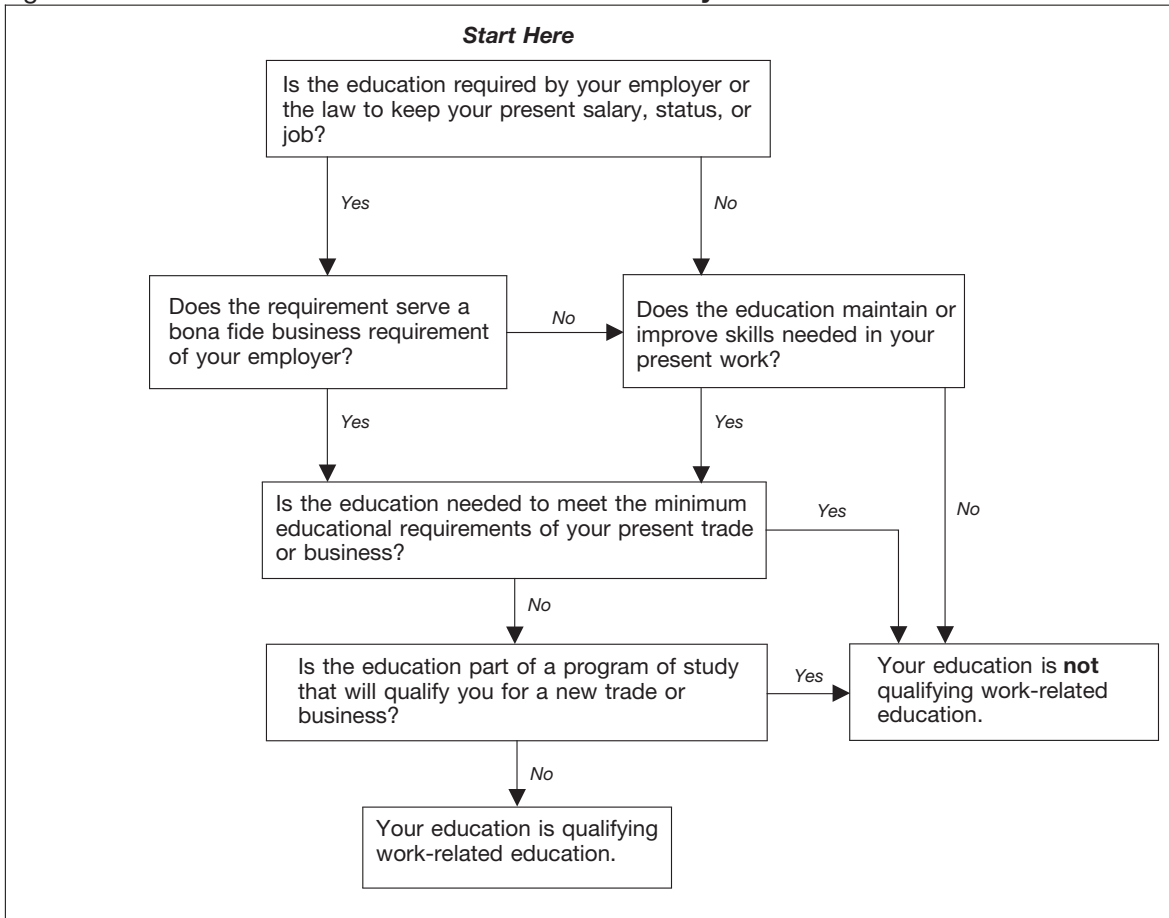 Start Here
Is the education required by your employer or
the law to keep your present salary, status, or
job?
Yes
No
Does the requirement serve a
bona fide business requirement
of your employer?
No
Does the education maintain or
improve skills needed in your
present work?
Yes
Yes
No
Is the education needed to meet the minimum
educational requirements of your present trade
or business?
Yes
No
Is the education part of a program of study
that will qualify you for a new trade or
business?
Yes
Your education is not
qualifying work-related
education.
No
Your education is qualifying
work-related education.